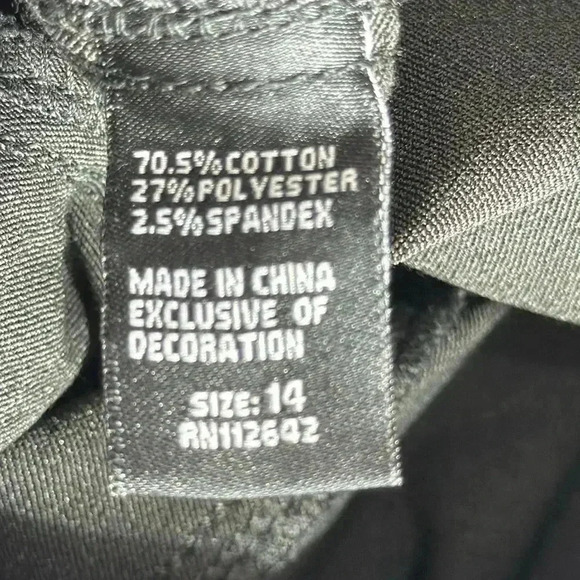 70.5%COTTON
27%POLYESTER
2.5%SPANDEX
MADE IN CHINA
EXCLUSIVE OF
DECORATION
SIZE: 14
RN112642